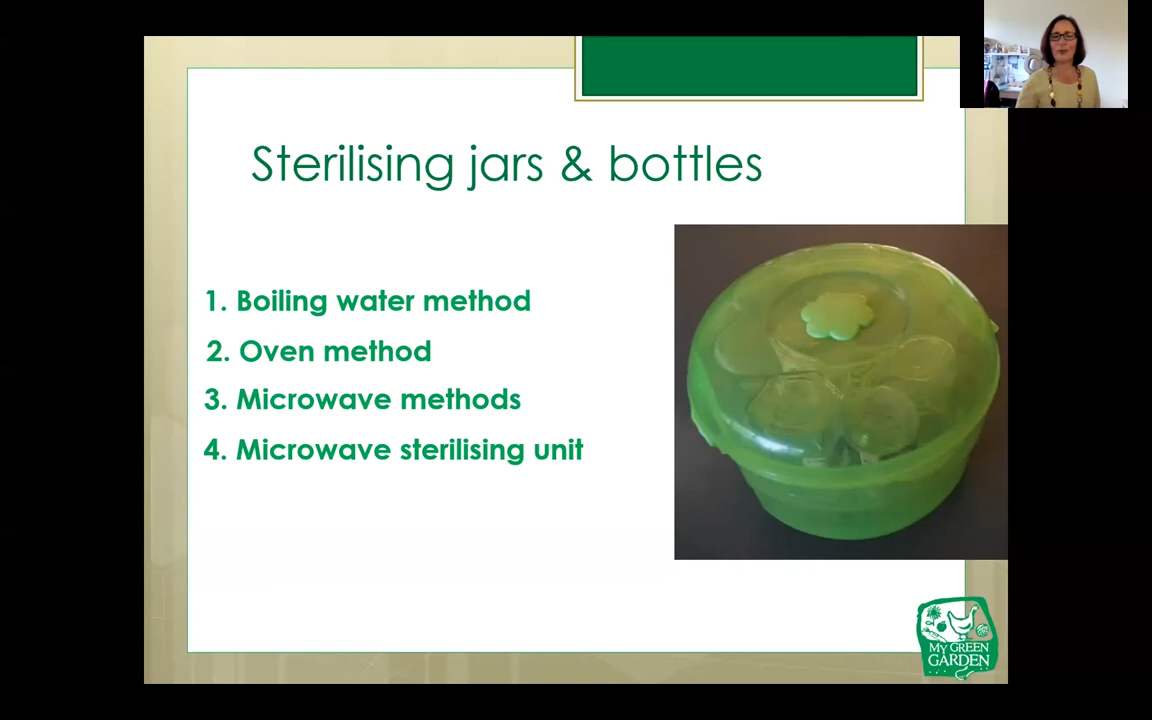 Sterilising jars & bottles
1. Boiling water method
2. Oven method
3. Microwave methods
4. Microwave sterilising unit
MY GREEN
GARDEN